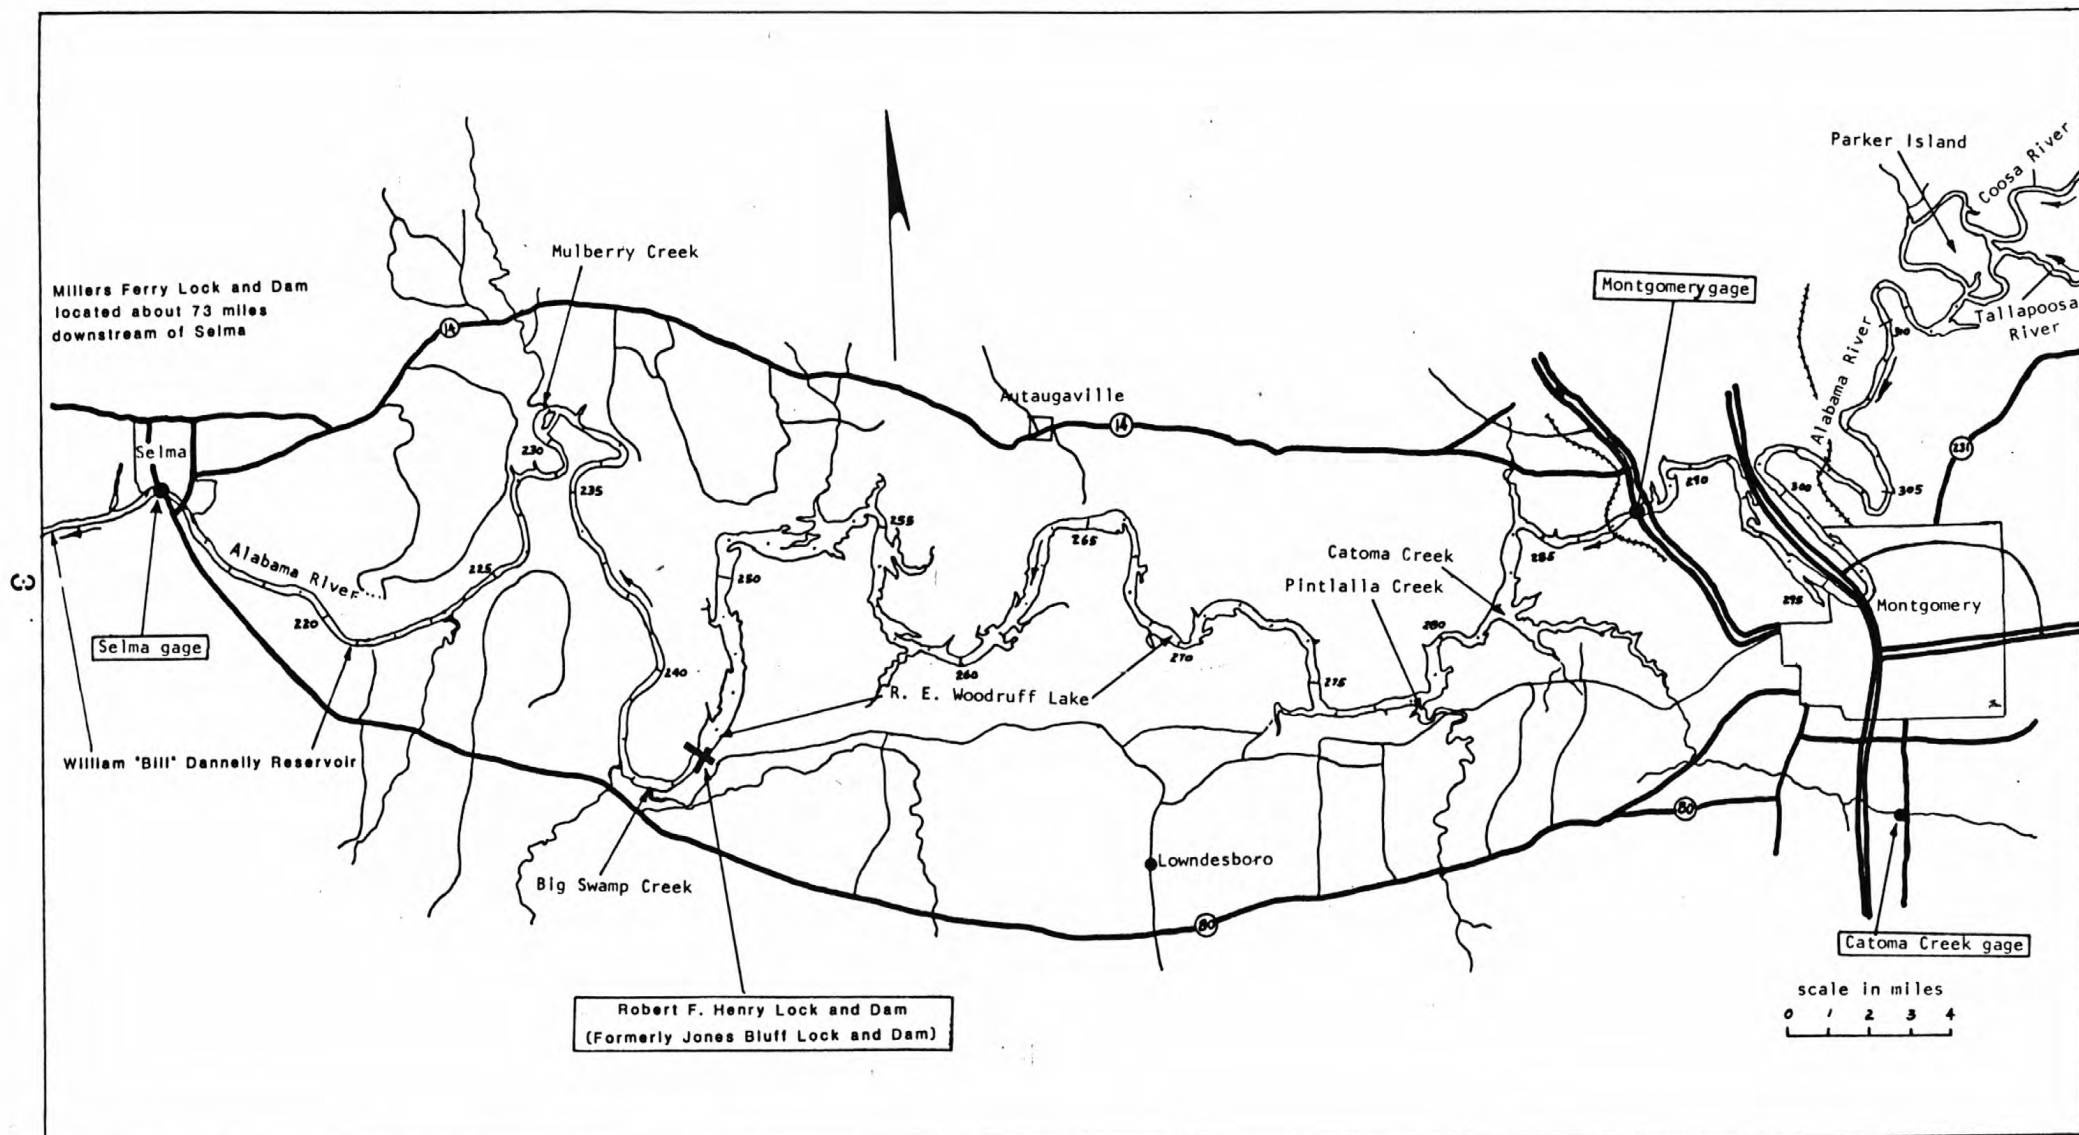 Parker Island
Coosa River
Mulberry Creek
Millers Ferry Lock and Dam
located about 73 miles
downstream of Selma
Montgomery gage
Tallapoosa
River
310
Alabama River
14
Autaugaville
14
231
Selma
230
235
290
300
305
255
265
285
Catoma Creek
Pintlalla Creek
Alabama River
225
250
295
Montgomery
220
280
Selma gage
240
260
270
275
R. E. Woodruff Lake
William "Bill" Dannelly Reservoir
80
Lowndesboro
Big Swamp Creek
80
Catoma Creek gage
Robert F. Henry Lock and Dam
(Formerly Jones Bluff Lock and Dam)
scale in miles
0 1 2 3 4
3